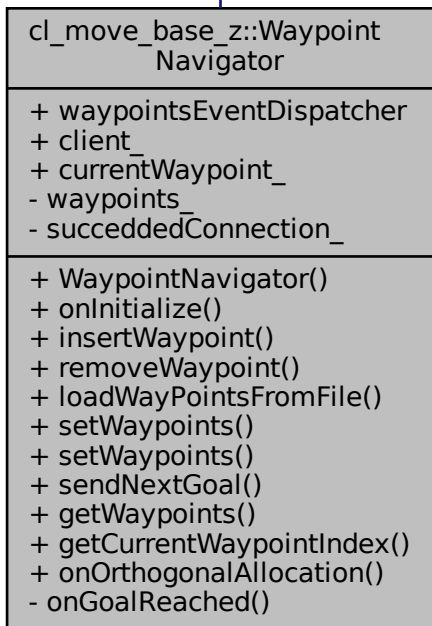 cl_move_base_z::Waypoint
Navigator
+ waypointsEventDispatcher
+ client_
+ currentWaypoint_
- waypoints_
- succeddedConnection_
+ WaypointNavigator()
+ onInitialize()
+ insertWaypoint()
+ removeWaypoint()
+ loadWayPointsFromFile()
+ setWaypoints()
+ setWaypoints()
+ sendNextGoal()
+ getWaypoints()
+ getCurrentWaypointIndex()
+ onOrthogonalAllocation()
- onGoalReached()